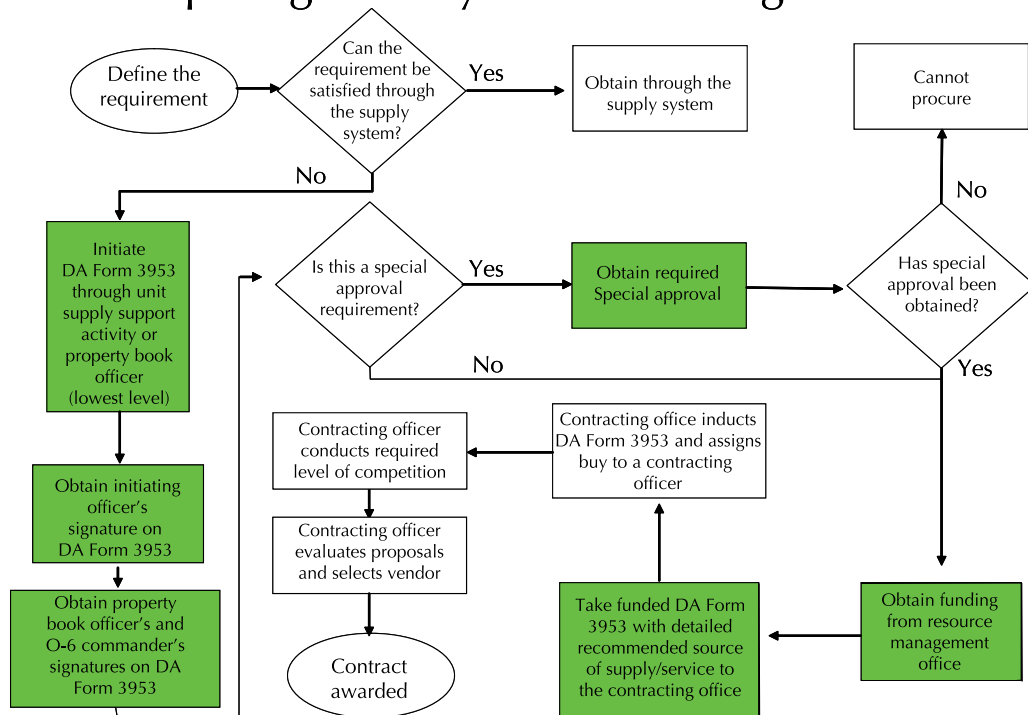 Define the
requirement
Can the
requirement be
satisfied through
the supply
system?
Yes
Obtain through the
supply system
Cannot
procure
No
No
Initiate
DA Form 3953
through unit
supply support
activity or
property book
officer
(lowest level)
Is this a special
approval
requirement?
Yes
Obtain required
Special approval
Has special
approval been
obtained?
No
Yes
Contracting officer
conducts required
level of competition
Contracting office inducts
DA Form 3953 and assigns
buy to a contracting
officer
Obtain initiating
officer's
signature on
DA Form 3953
Contracting officer
evaluates proposals
and selects vendor
Obtain property
book officer's and
O-6 commander's
signatures on DA
Form 3953
Contract
awarded
Take funded DA Form
3953 with detailed
recommended source
of supply/service to
the contracting office
Obtain funding
from resource
management
office